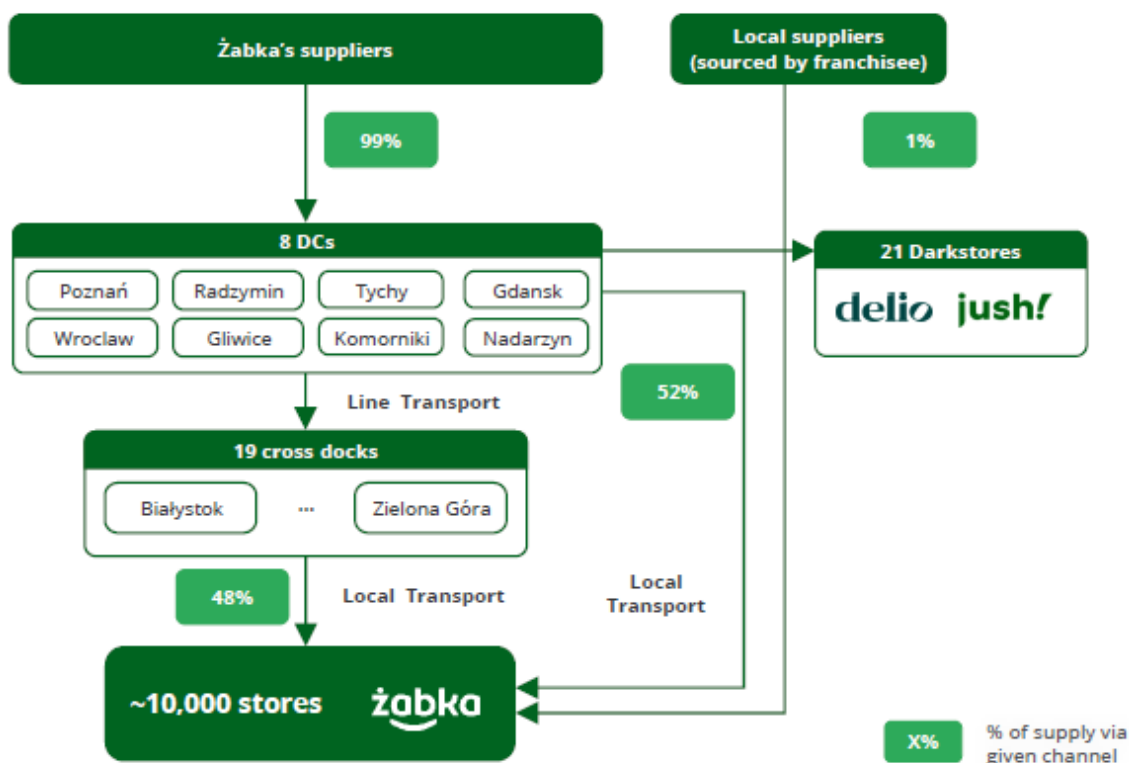 Żabka's suppliers
Local suppliers
(sourced by franchisee)
99%
1%
8 DCs
Poznań
Radzymin
Tychy
Gdansk
Wroclaw
Gliwice
Komorniki
Nadarzyn
21 Darkstores
delio
jush!
Line Transport
52%
19 cross docks
Białystok
...
Zielona Góra
48%
Local Transport
Local
Transport
~10,000 stores
żabka
X%
% of supply via
given channel